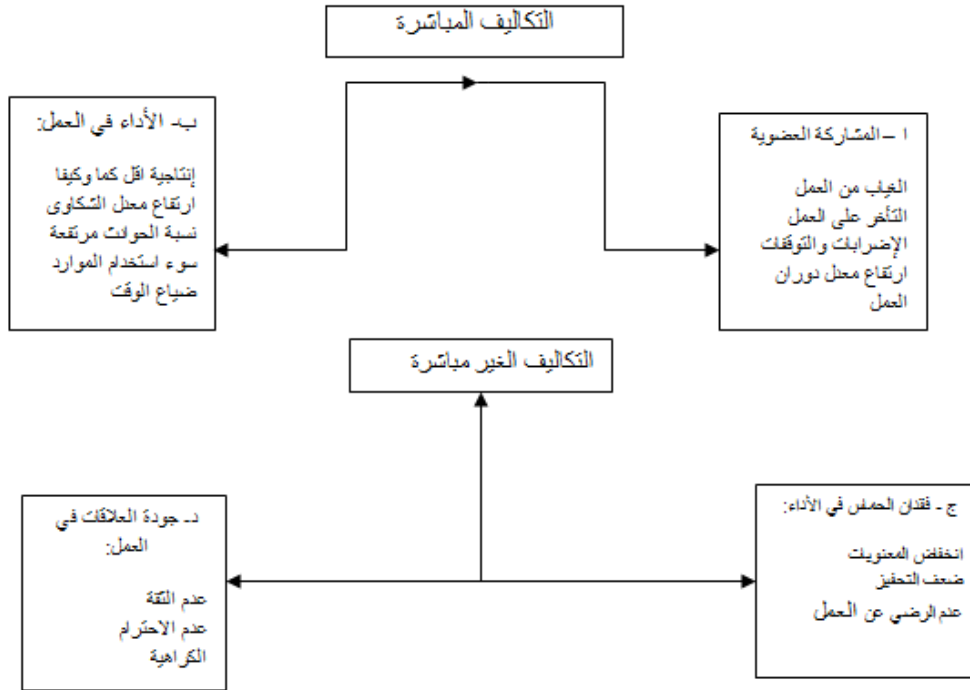 التكاليف المباشرة
ا – المشاركة العضوية
الغياب من العمل
التأخر على العمل
الإضرابات والتوقفات
ارتفاع معدل دوران
العمل
ب- الأداء في العمل:
إنتاجية اقل كما وكيفا
ارتفاع معدل الشكاوى
نسبة الحوادث مرتفعة
سوء استخدام الموارد
ضياع الوقت
التكاليف الغير مباشرة
ج - فقدان الحماس في الأداء:
انخفاض المعنويات
ضعف التحفيز
عدم الرضي عن العمل
د- جودة العلاقات في
العمل:
عدم الثقة
عدم الاحترام
الكراهية